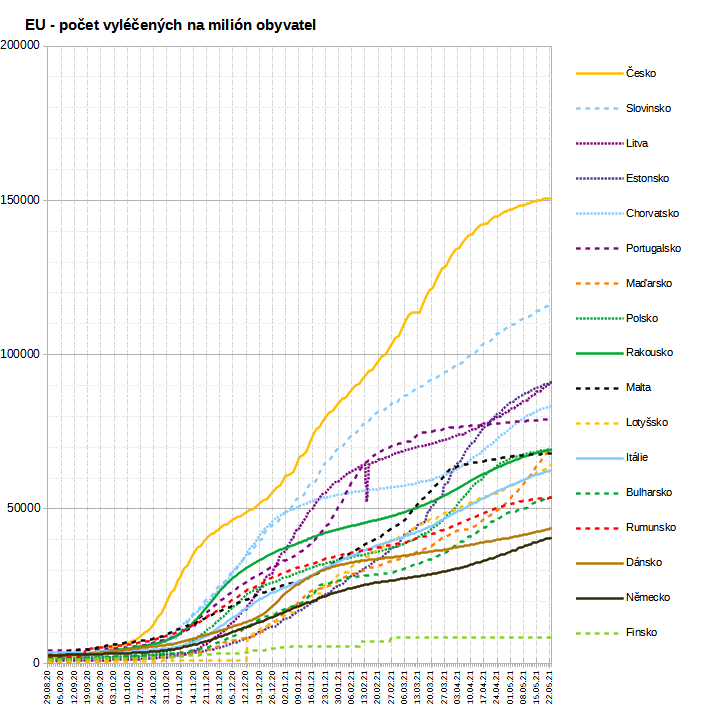 EU - počet vyléčených na milión obyvatel
200000
150000
100000
50000
0
29.08.20
05.09.20
12.09.20
19.09.20
26.09.20
03.10.20
10.10.20
17.10.20
24.10.20
31.10.20
07.11.20
14.11.20
21.11.20
28.11.20
05.12.20
12.12.20
19.12.20
26.12.20
02.01.21
09.01.21
16.01.21
23.01.21
30.01.21
06.02.21
13.02.21
20.02.21
27.02.21
06.03.21
13.03.21
20.03.21
27.03.21
03.04.21
10.04.21
17.04.21
24.04.21
01.05.21
08.05.21
15.05.21
22.05.21
Česko
Slovinsko
Litva
Estonsko
Chorvatsko
Portugalsko
Maďarsko
Polsko
Rakousko
Malta
Lotyšsko
Itálie
Bulharsko
Rumunsko
Dánsko
Německo
Finsko